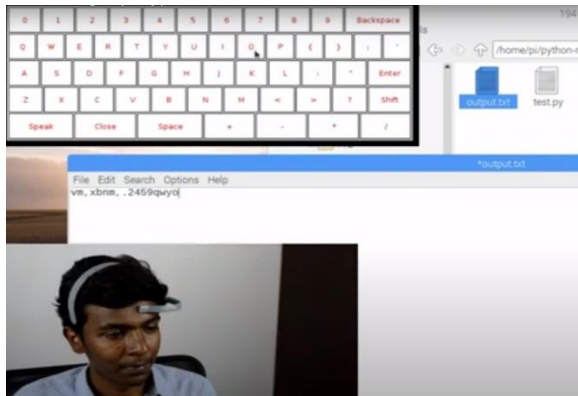 0 1 2 3 4 5 6 7 8 9 Backspace
Q W E R T Y U I O P { } ; '
A S D F G H J K L : " Enter
Z X C V B N M < > ? Shift
Speak Close Space + - * /
194
/home/pi/python-
output.txt test.py
*output.txt
File Edit Search Options Help
vm,xbnm,.2459qwyo